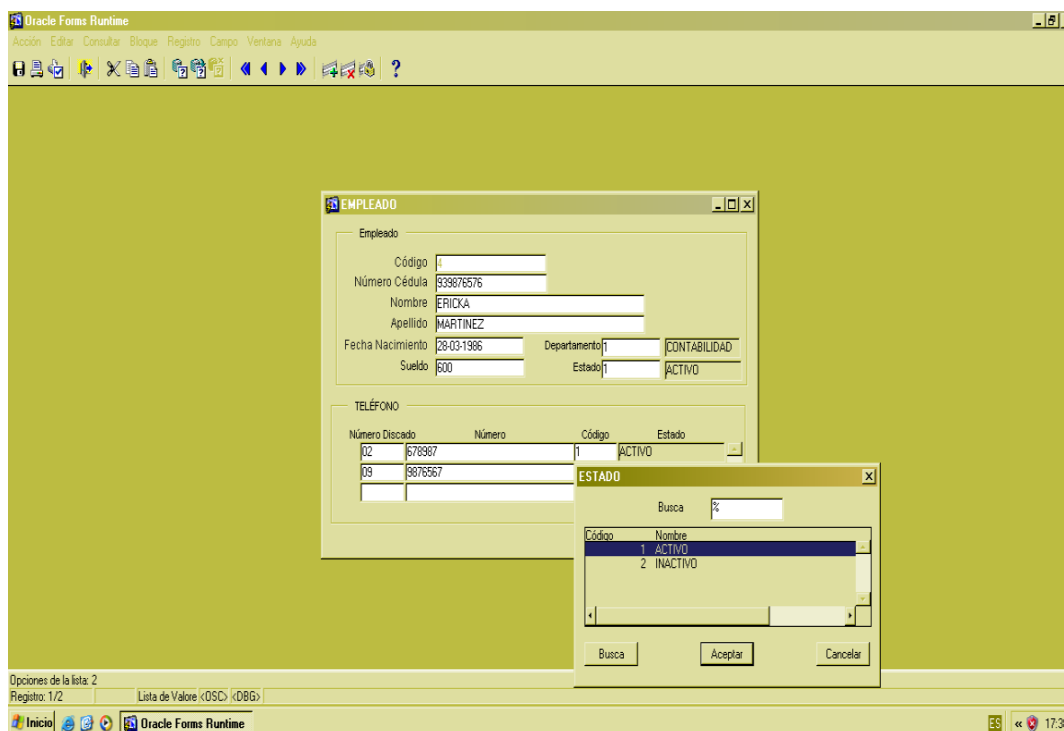 Oracle Forms Runtime
Acción Editar Consultar Bloque Registro Campo Ventana Ayuda
EMPLEADO
Empleado
Código 4
Número Cédula 939876576
Nombre ERICKA
Apellido MARTINEZ
Fecha Nacimiento 28-03-1986 Departamento 1 CONTABILIDAD
Sueldo 600 Estado 1 ACTIVO
TELÉFONO
Número Discado Número Código Estado
02 678987 1 ACTIVO
09 9876567
ESTADO
Busca %
Código Nombre
1 ACTIVO
2 INACTIVO
Busca Aceptar Cancelar
Opciones de la lista: 2
Registro: 1/2 Lista de Valore <OSC> <DBG>
Inicio Oracle Forms Runtime ES «